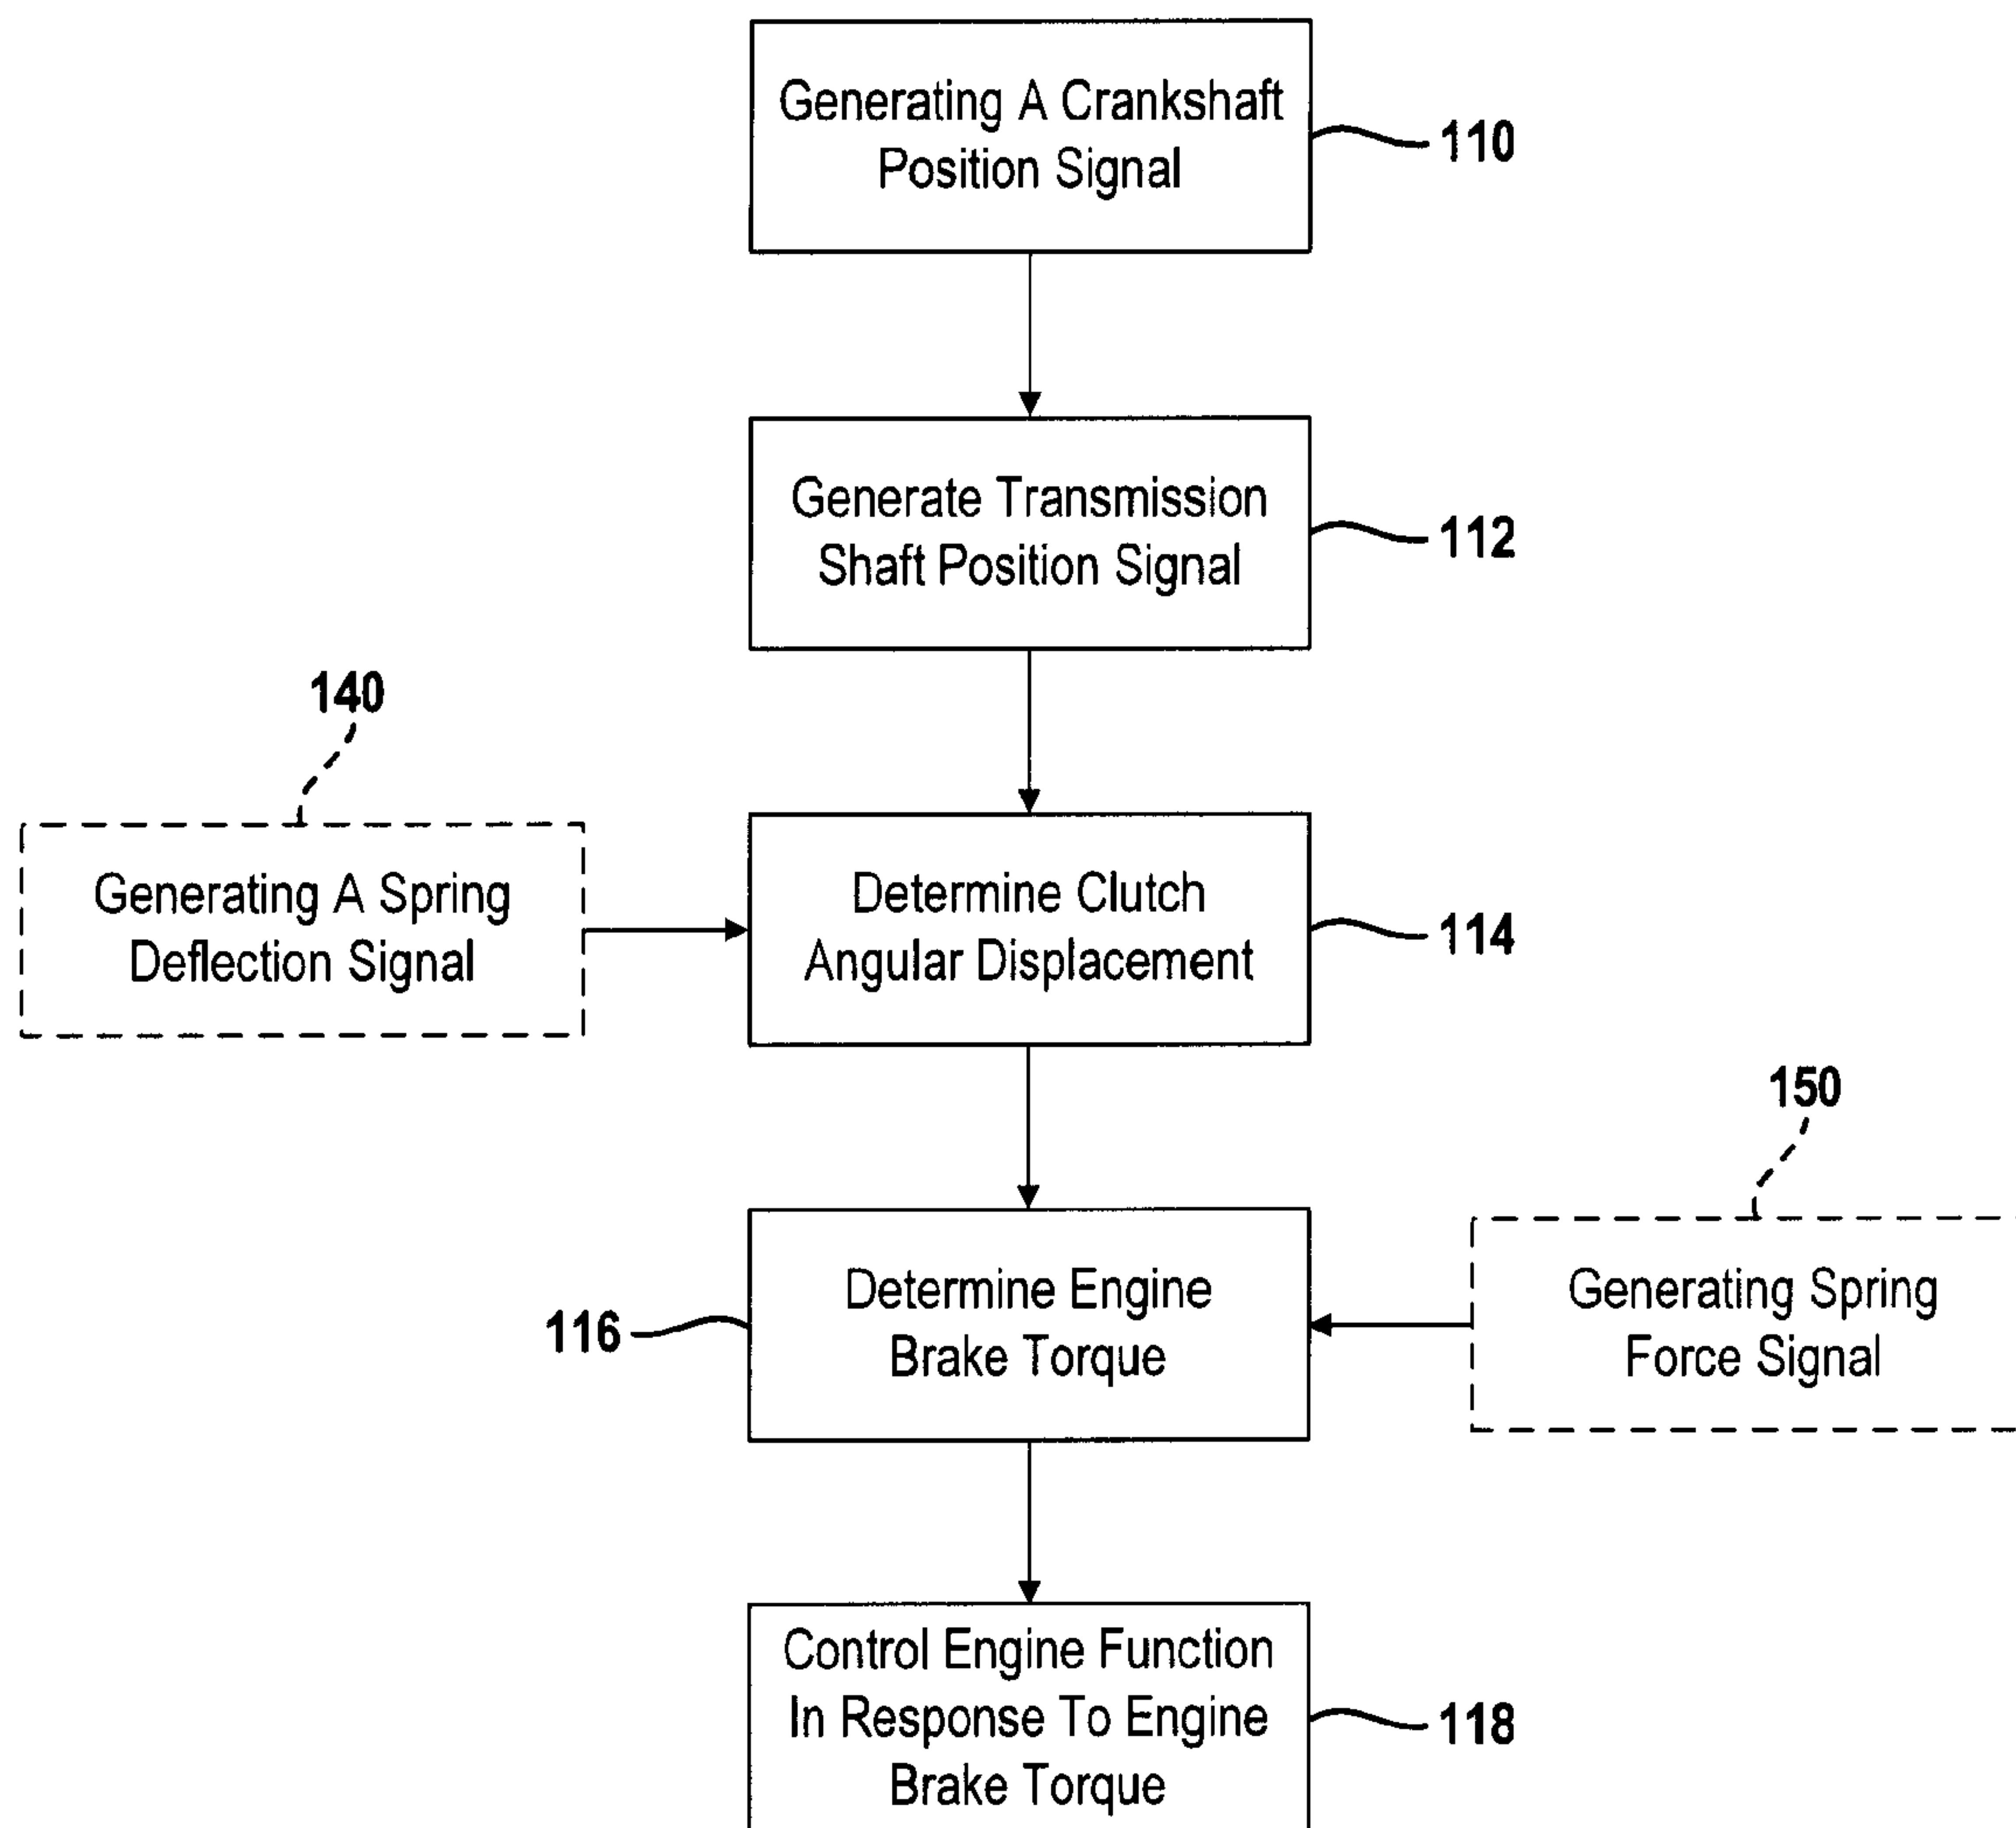 Generating A Crankshaft
Position Signal
110
Generate Transmission
Shaft Position Signal
112
140
Generating A Spring
Deflection Signal
Determine Clutch
Angular Displacement
114
150
116
Determine Engine
Brake Torque
Generating Spring
Force Signal
Control Engine Function
In Response To Engine
Brake Torque
118